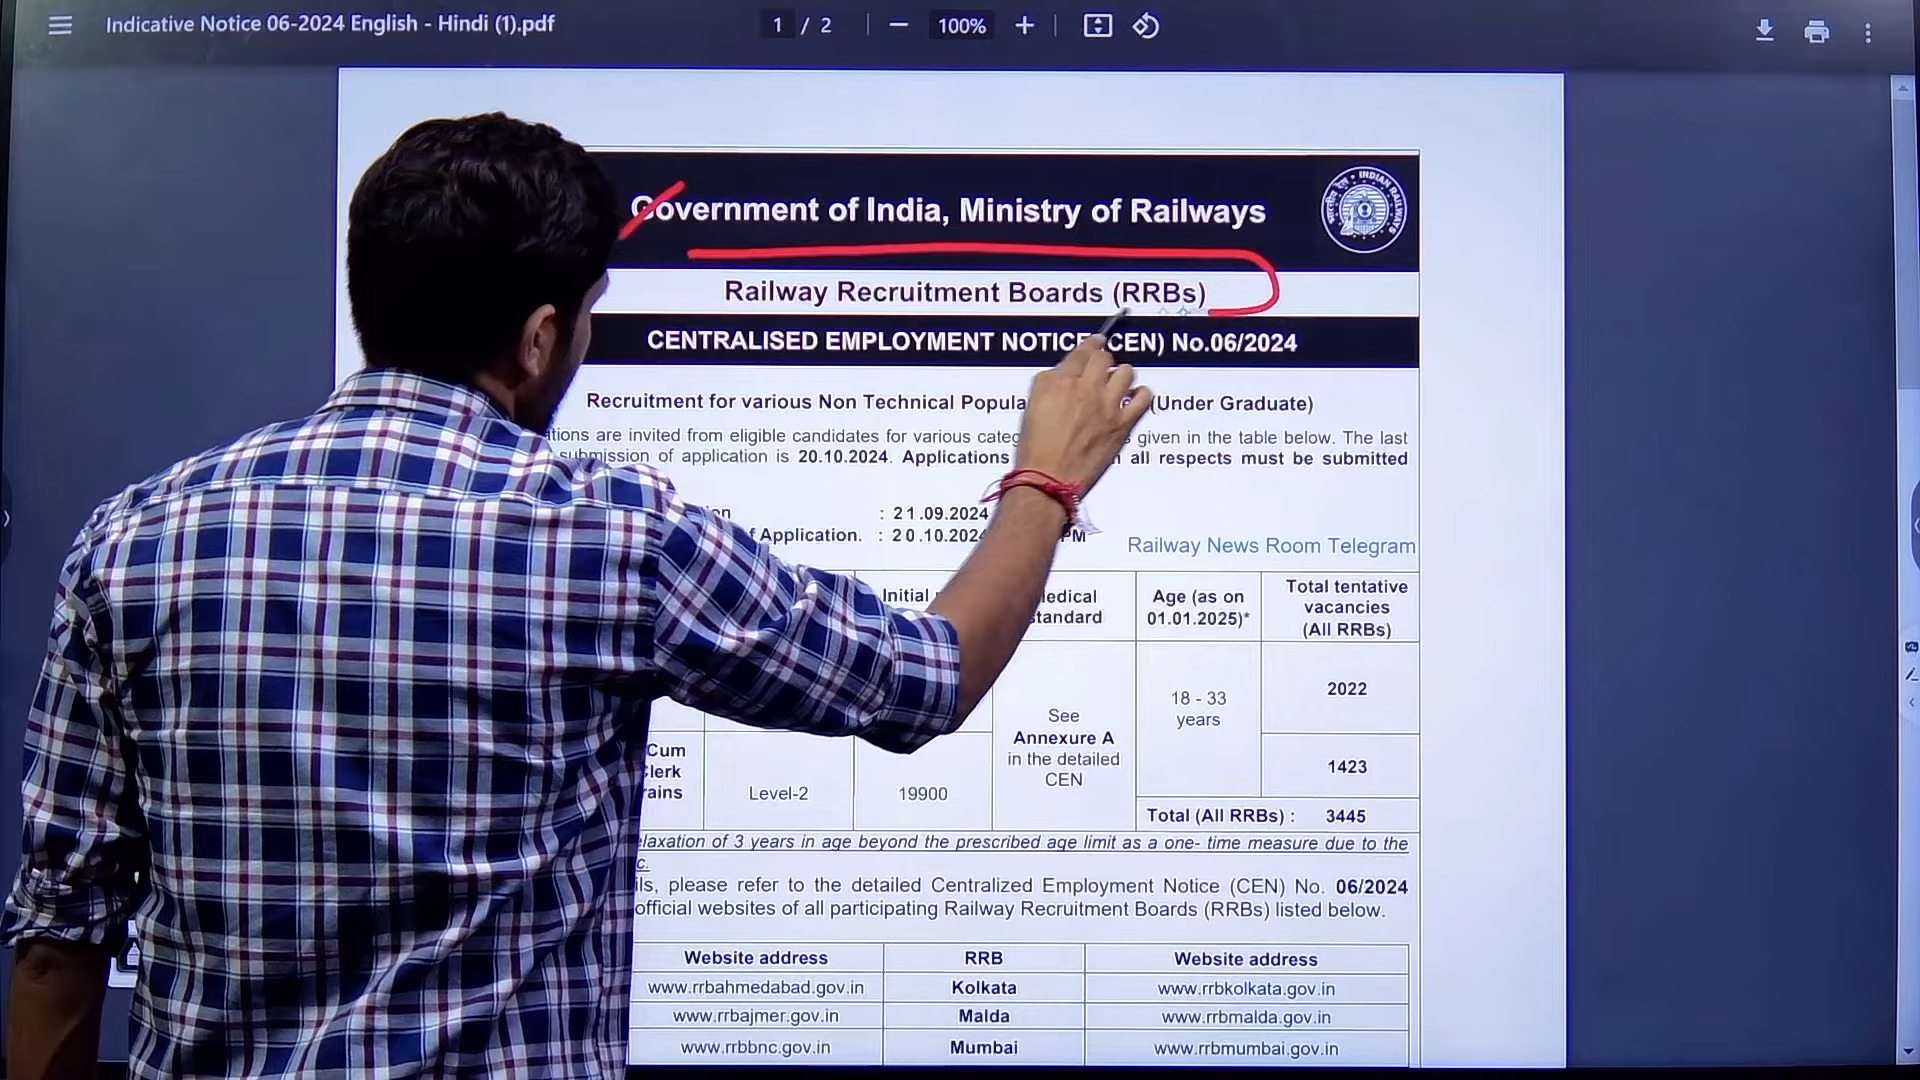 Indicative Notice 06-2024 English - Hindi (1).pdf
1 / 2
100%
Government of India, Ministry of Railways
INDIAN RAILWAYS
Railway Recruitment Boards (RRBs)
CENTRALISED EMPLOYMENT NOTICE (CEN) No.06/2024
Recruitment for various Non Technical (Under Graduate)
are invited from eligible candidates for various given in the table below. The last
submission of application is 20.10.2024. Applications all respects must be submitted
: 21.09.2024
Application. : 20.10.2024 PM
Railway News Room Telegram
Initial
Age (as on
01.01.2025)*
Total tentative
vacancies
(All RRBs)
2022
18 - 33
years
See
Annexure A
in the detailed
CEN
Cum
Level-2
19900
1423
Total (All RRBs) : 3445
of 3 years in age beyond the prescribed age limit as a one- time measure due to the
please refer to the detailed Centralized Employment Notice (CEN) No. 06/2024
official websites of all participating Railway Recruitment Boards (RRBs) listed below.
Website address RRB Website address
www.rrbahmedabad.gov.in Kolkata www.rrbkolkata.gov.in
www.rrbajmer.gov.in Malda www.rrbmalda.gov.in
www.rrbbnc.gov.in Mumbai www.rrbmumbai.gov.in